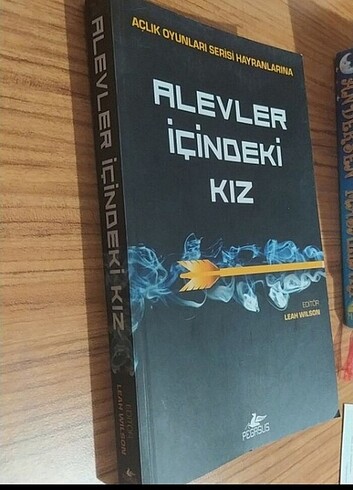 AÇLIK OYUNLARI SERİSİ HAYRANLARINA
ALEVLER
İÇİNDEKİ
KIZ
EDİTÖR
LEAH WILSON
PEGASUS
ALEVLER İÇİNDEKİ KIZ
EDİTÖR
LEAH WILSON